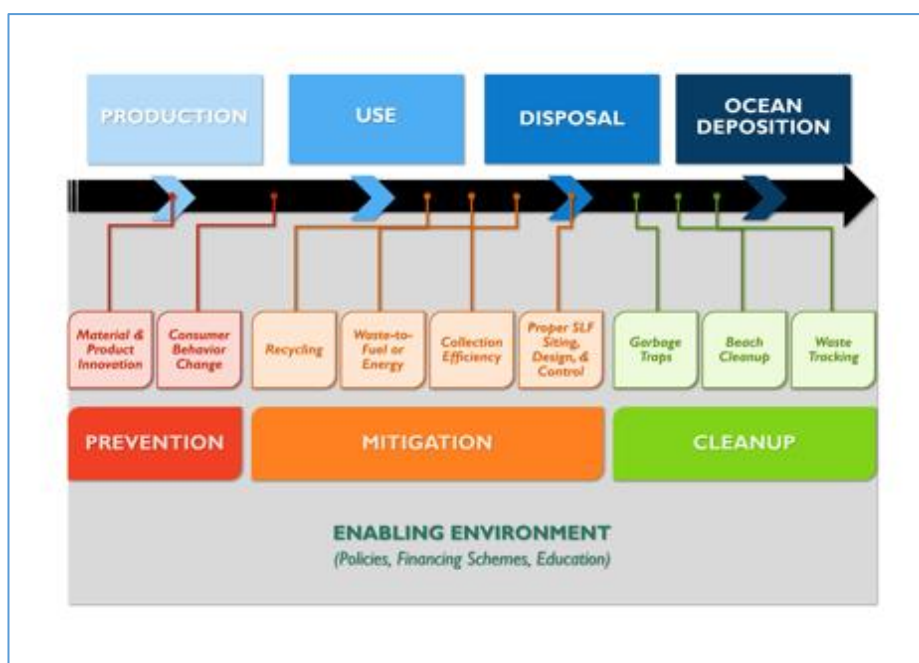 PRODUCTION
USE
DISPOSAL
OCEAN
DEPOSITION
Material &
Product
Innovation
Consumer
Behavior
Change
Recycling
Waste-to-
Fuel or
Energy
Collection
Efficiency
Proper SLF
Siting,
Design, &
Control
Garbage
Traps
Beach
Cleanup
Waste
Tracking
PREVENTION
MITIGATION
CLEANUP
ENABLING ENVIRONMENT
(Policies, Financing Schemes, Education)